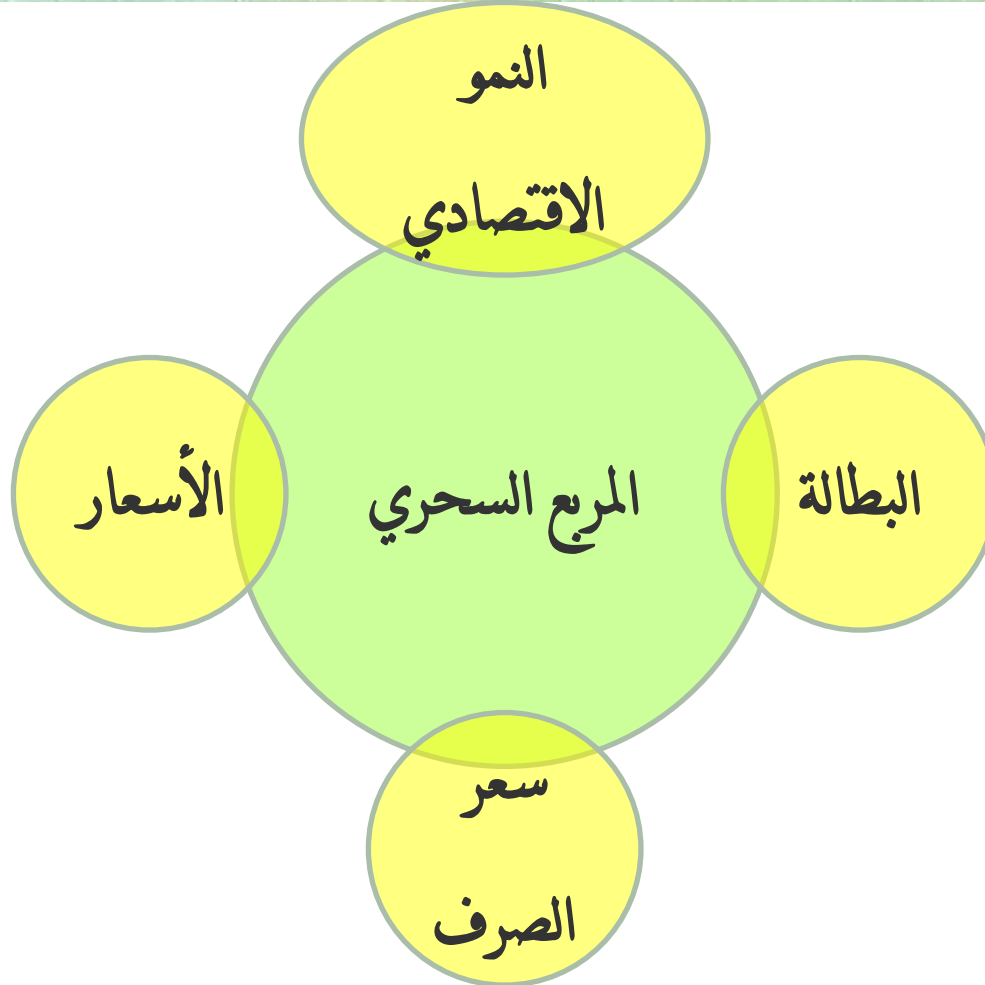 النمو
الاقتصادي
البطالة
المربع السحري
الأسعار
سعر
الصرف